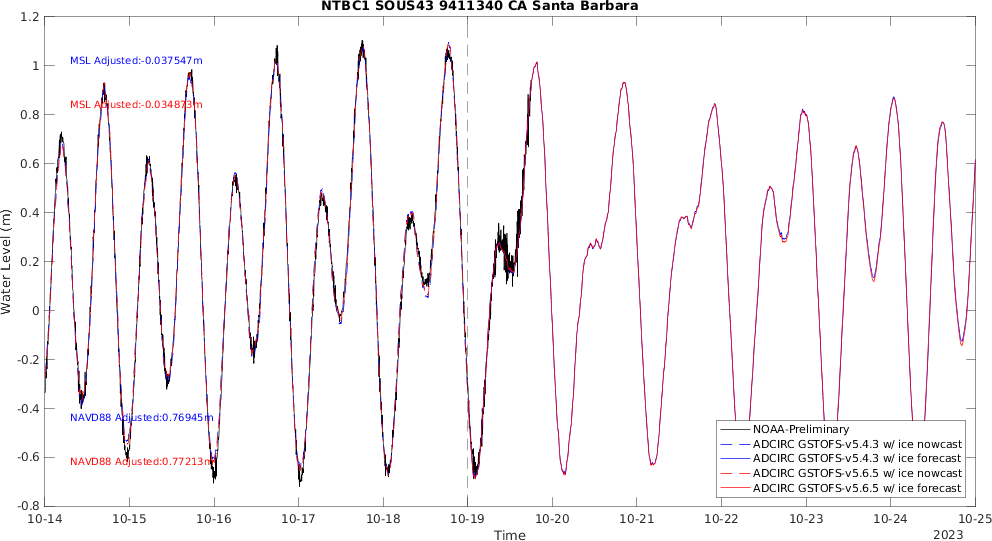 NTBC1 SOUS43 9411340 CA Santa Barbara
1.2
1
0.8
0.6
0.4
0.2
0
-0.2
-0.4
-0.6
-0.8
Water Level (m)
MSL Adjusted:-0.037547m
MSL Adjusted:-0.034873m
NAVD88 Adjusted:0.76945m
NAVD88 Adjusted:0.77213m
NOAA-Preliminary
ADCIRC GSTOFS-v5.4.3 w/ ice nowcast
ADCIRC GSTOFS-v5.4.3 w/ ice forecast
ADCIRC GSTOFS-v5.6.5 w/ ice nowcast
ADCIRC GSTOFS-v5.6.5 w/ ice forecast
10-14 10-15 10-16 10-17 10-18 10-19 10-20 10-21 10-22 10-23 10-24 10-25
Time
2023